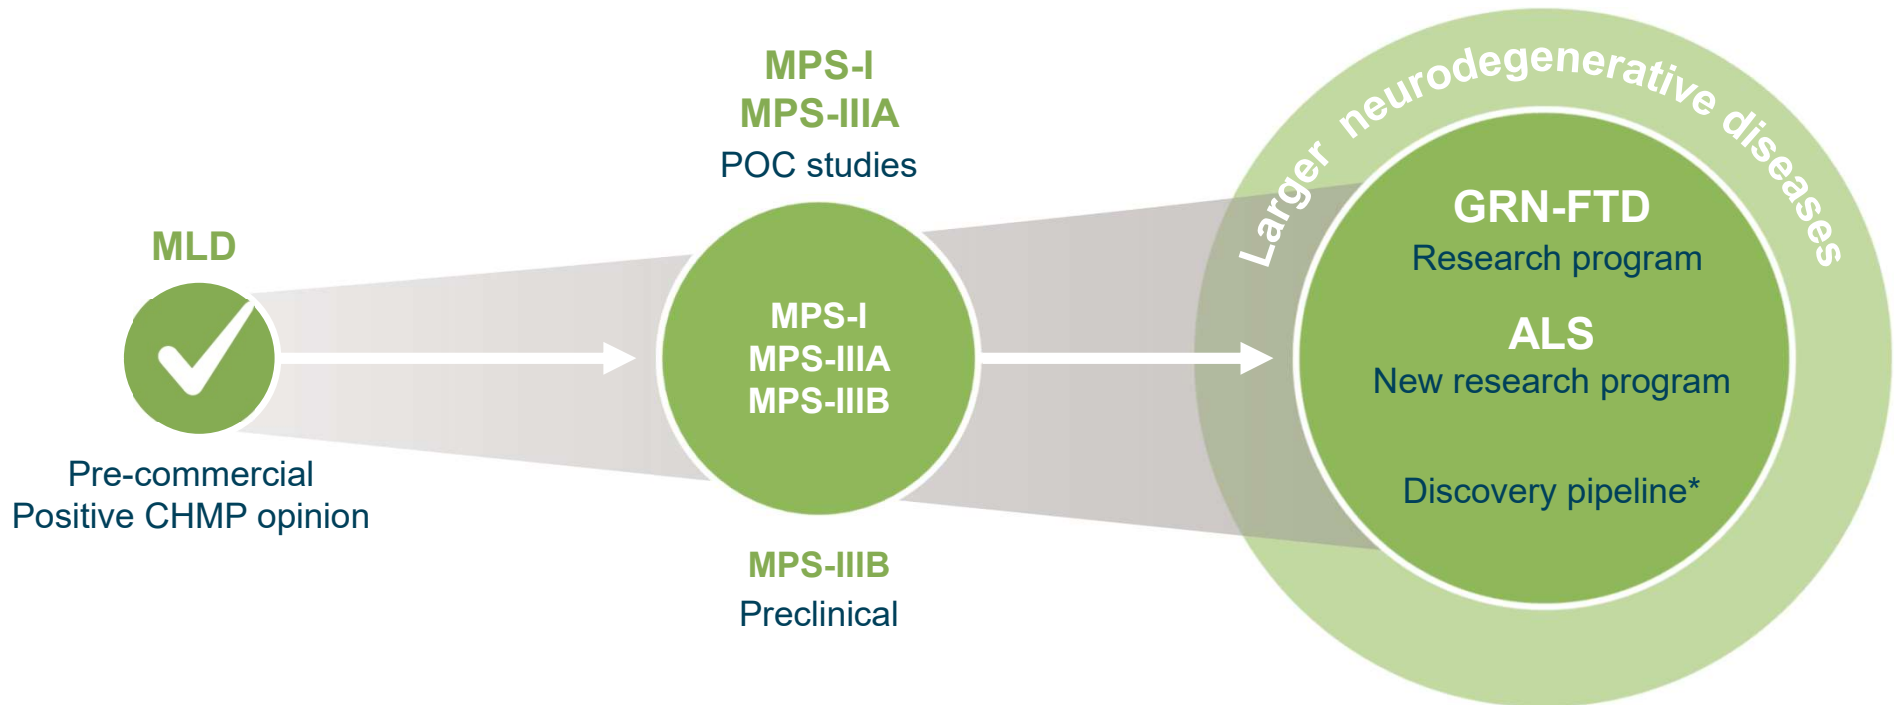 MLD
Pre-commercial
Positive CHMP opinion
MPS-I
MPS-IIIA
POC studies
MPS-I
MPS-IIIA
MPS-IIIB
MPS-IIIB
Preclinical
Larger neurodegenerative diseases
GRN-FTD
Research program
ALS
New research program
Discovery pipeline*